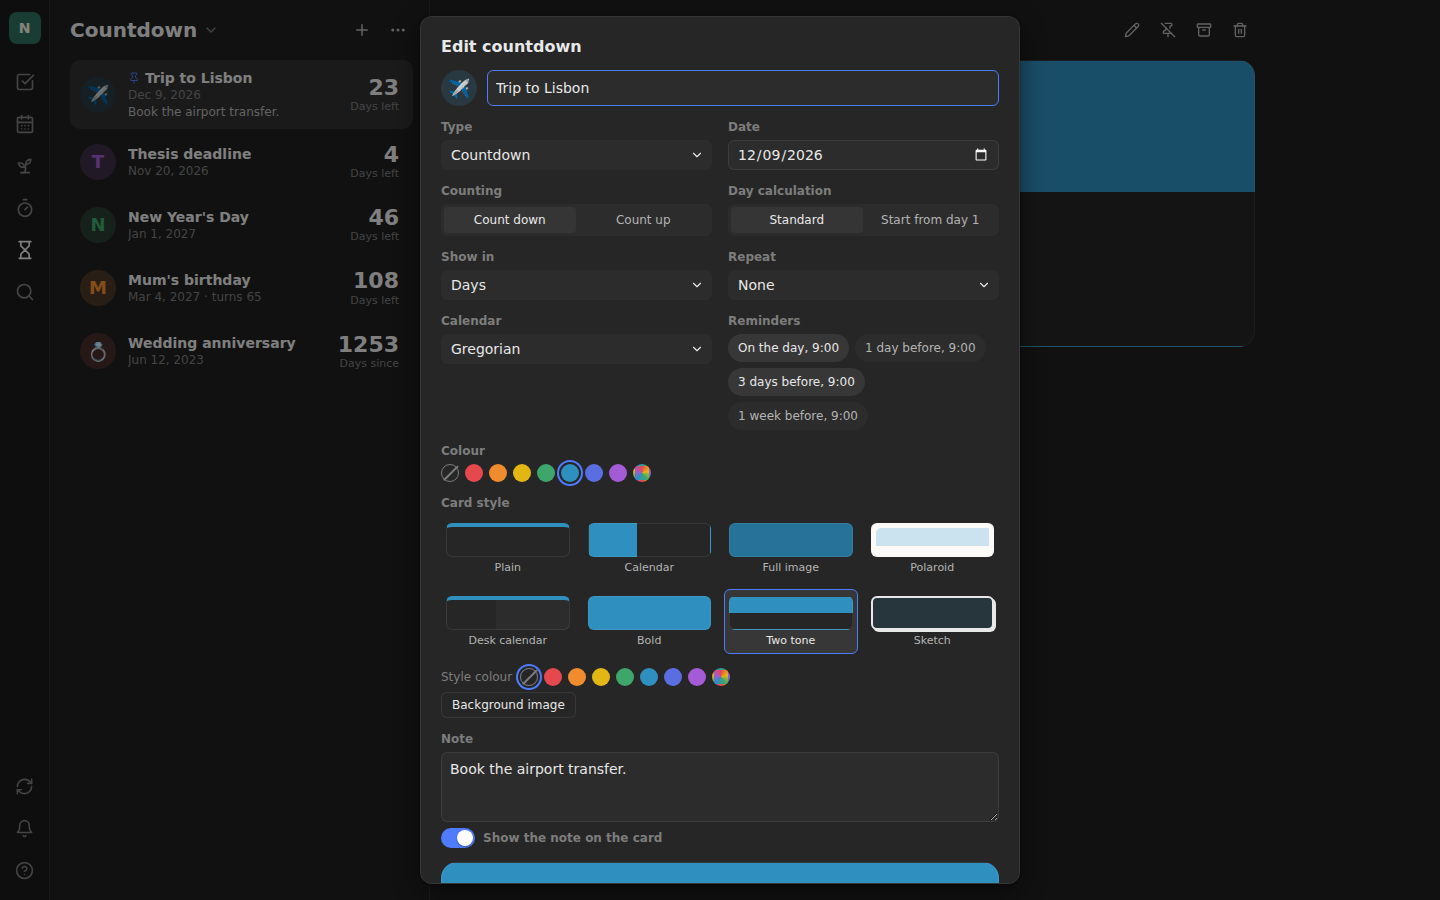 N
Countdown
Trip to Lisbon
Dec 9, 2026
Book the airport transfer.
23
Days left
T
Thesis deadline
Nov 20, 2026
4
Days left
N
New Year's Day
Jan 1, 2027
46
Days left
M
Mum's birthday
Mar 4, 2027 · turns 65
108
Days left
Wedding anniversary
Jun 12, 2023
1253
Days since
Edit countdown
Trip to Lisbon
Type
Date
Countdown
12/09/2026
Counting
Day calculation
Count down
Count up
Standard
Start from day 1
Show in
Repeat
Days
None
Calendar
Reminders
Gregorian
On the day, 9:00
1 day before, 9:00
3 days before, 9:00
1 week before, 9:00
Colour
Card style
Plain
Calendar
Full image
Polaroid
Desk calendar
Bold
Two tone
Sketch
Style colour
Background image
Note
Book the airport transfer.
Show the note on the card